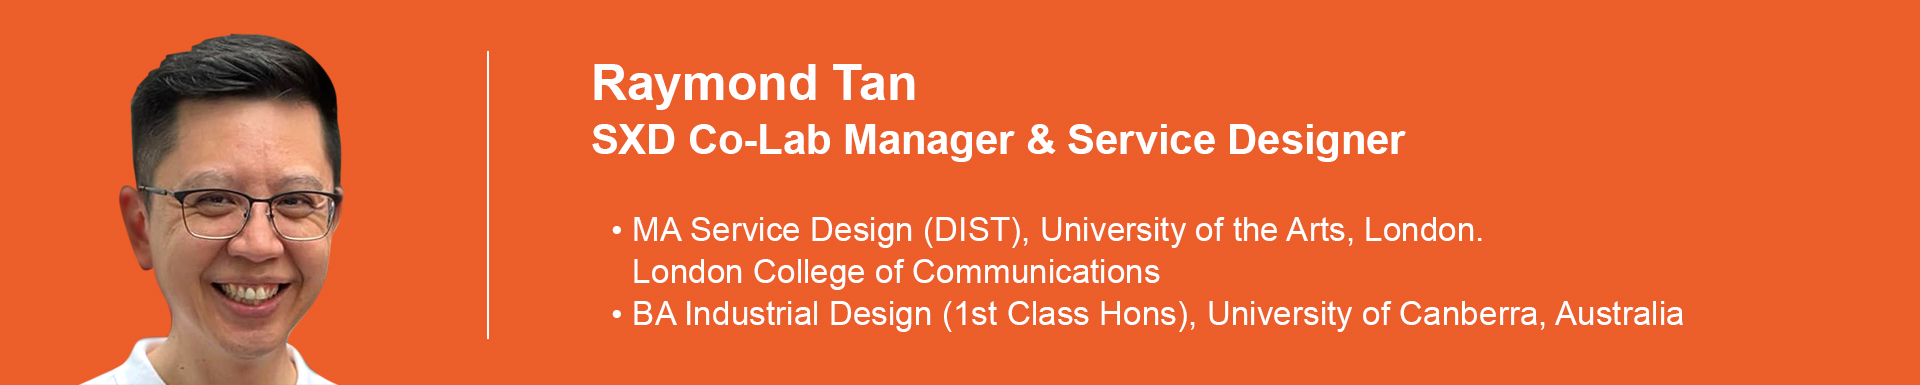 Raymond Tan
SXD Co-Lab Manager & Service Designer
• MA Service Design (DIST), University of the Arts, London.
London College of Communications
• BA Industrial Design (1st Class Hons), University of Canberra, Australia